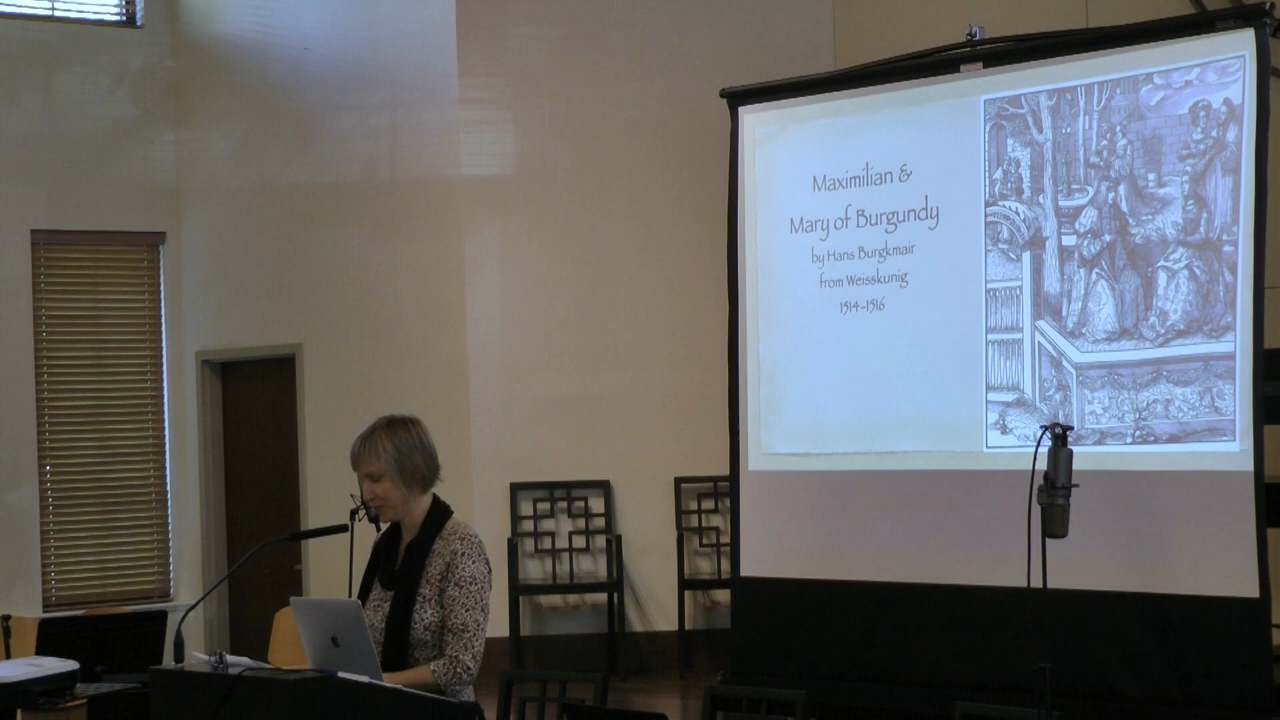 Maximilian &
Mary of Burgundy
by Hans Burgkmair
from Weisskunig
1514-1516